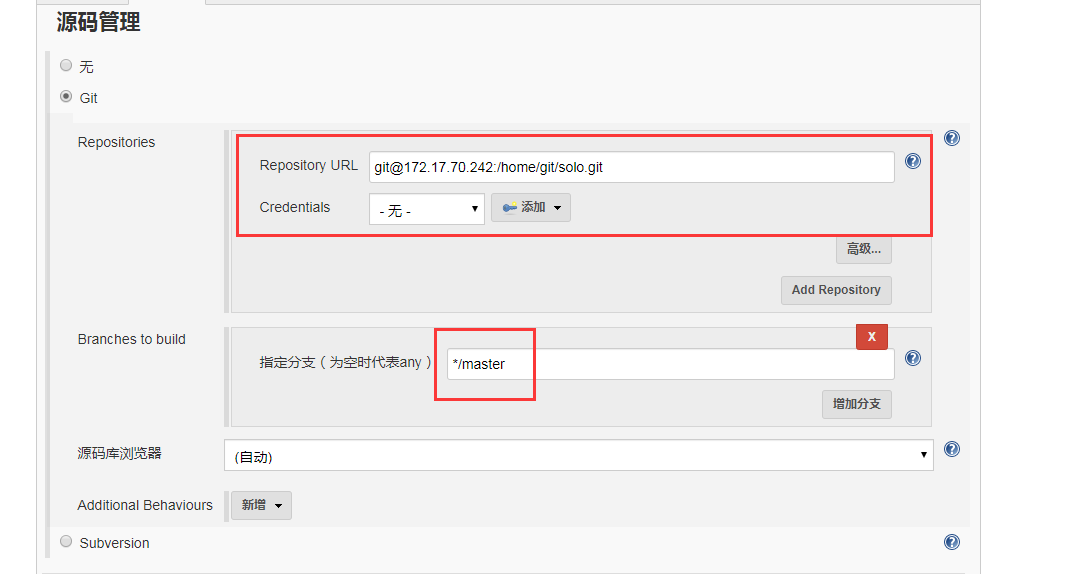 源码管理
无
Git
Repositories
Repository URL git@172.17.70.242:/home/git/solo.git
Credentials - 无 - 添加
高级...
Add Repository
Branches to build
X
指定分支（为空时代表any） */master
增加分支
源码库浏览器 (自动)
Additional Behaviours 新增
Subversion